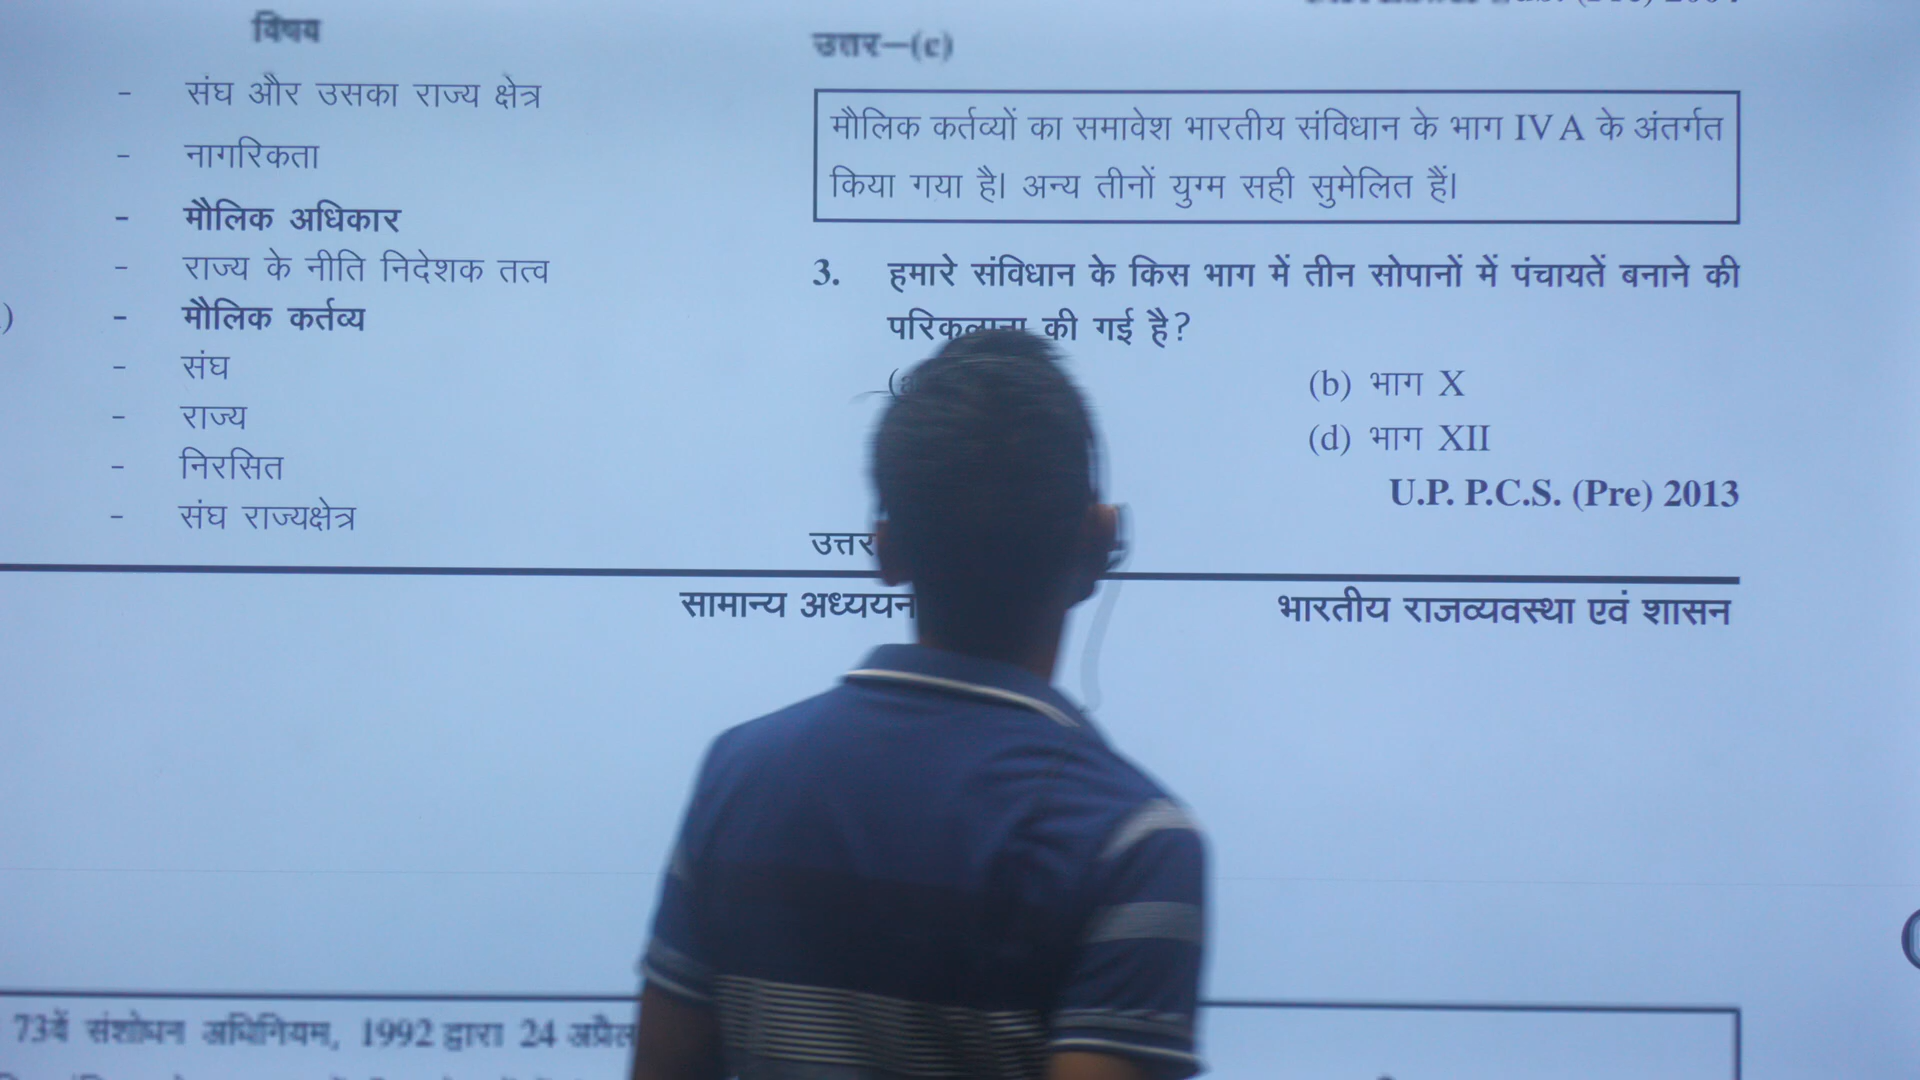 विषय
- संघ और उसका राज्य क्षेत्र
- नागरिकता
- मौलिक अधिकार
- राज्य के नीति निदेशक तत्व
) - मौलिक कर्तव्य
- संघ
- राज्य
- निरसित
- संघ राज्यक्षेत्र
उत्तर–(c)
मौलिक कर्तव्यों का समावेश भारतीय संविधान के भाग IV A के अंतर्गत
किया गया है। अन्य तीनों युग्म सही सुमेलित हैं।
3. हमारे संविधान के किस भाग में तीन सोपानों में पंचायतें बनाने की
की गई है?
(b) भाग X
(d) भाग XII
U.P. P.C.S. (Pre) 2013
उत्तर
सामान्य अध्ययन भारतीय राजव्यवस्था एवं शासन
73वें संशोधन अधिनियम, 1992 द्वारा 24 अप्रैल